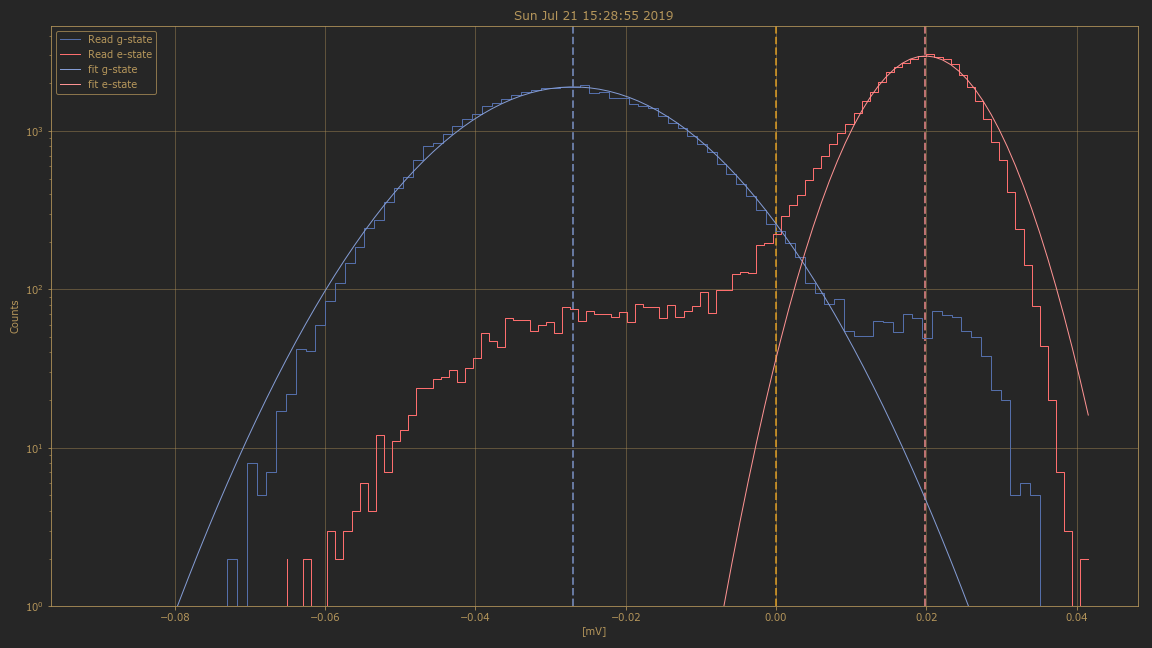 Sun Jul 21 15:28:55 2019
Read g-state
Read e-state
fit g-state
fit e-state
Counts
10³
10²
10¹
10⁰
−0.08 −0.06 −0.04 −0.02 0.00 0.02 0.04
[mV]